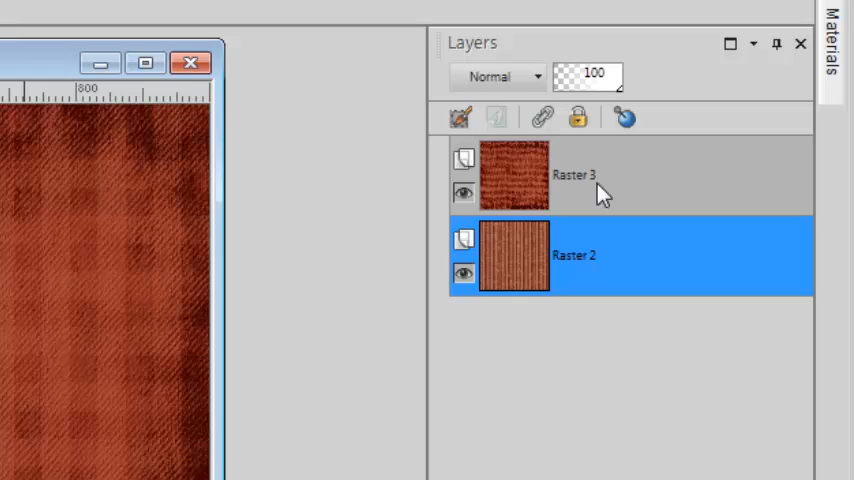 Layers
Materials
Normal
100
800
Raster 3
Raster 2